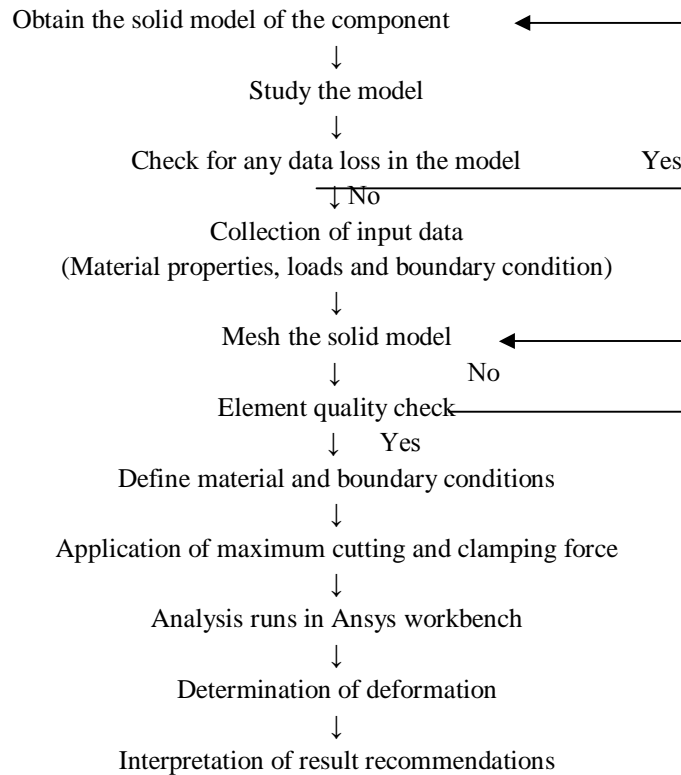 Obtain the solid model of the component
↓
Study the model
↓
Check for any data loss in the model Yes
↓ No
Collection of input data
(Material properties, loads and boundary condition)
↓
Mesh the solid model
↓ No
Element quality check
↓ Yes
Define material and boundary conditions
↓
Application of maximum cutting and clamping force
↓
Analysis runs in Ansys workbench
↓
Determination of deformation
↓
Interpretation of result recommendations